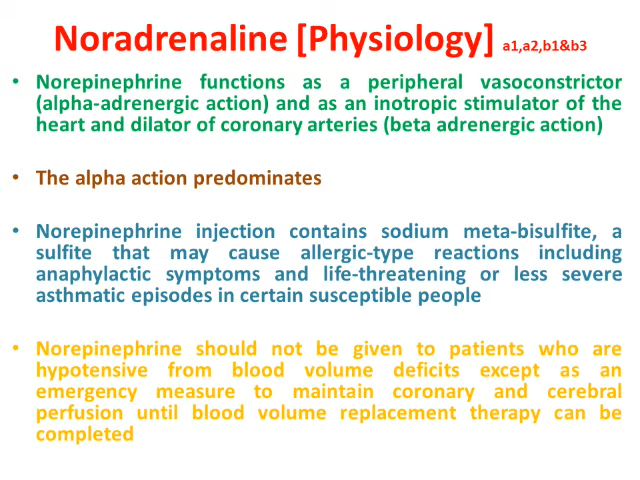 Noradrenaline [Physiology] a1,a2,b1&b3
• Norepinephrine functions as a peripheral vasoconstrictor
(alpha-adrenergic action) and as an inotropic stimulator of the
heart and dilator of coronary arteries (beta adrenergic action)
• The alpha action predominates
• Norepinephrine injection contains sodium meta-bisulfite, a
sulfite that may cause allergic-type reactions including
anaphylactic symptoms and life-threatening or less severe
asthmatic episodes in certain susceptible people
• Norepinephrine should not be given to patients who are
hypotensive from blood volume deficits except as an
emergency measure to maintain coronary and cerebral
perfusion until blood volume replacement therapy can be
completed